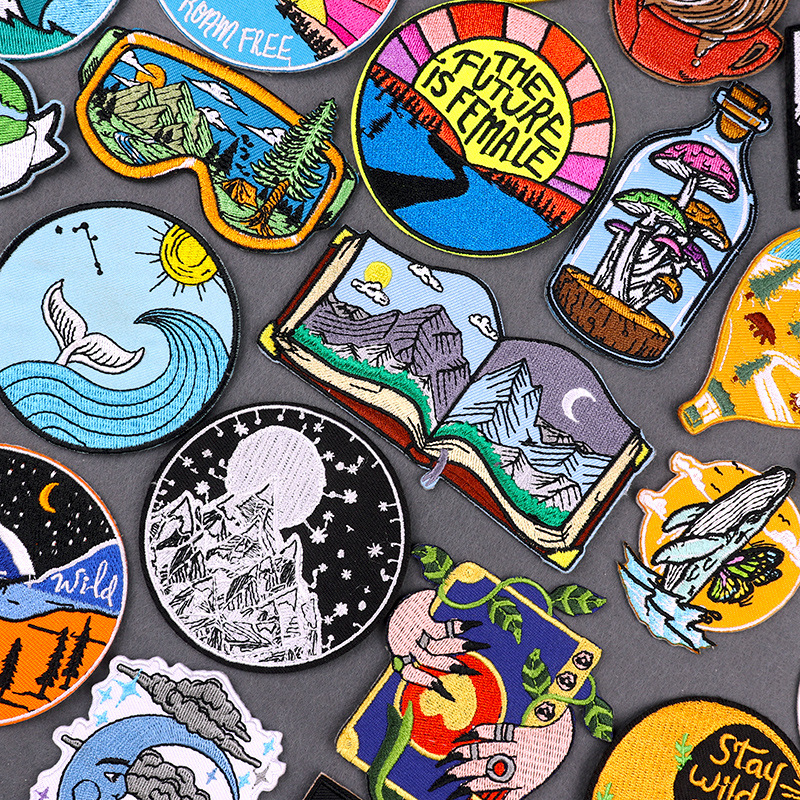 ROAM FREE
THE
FUTURE
IS FEMALE
Wild
Stay
wild